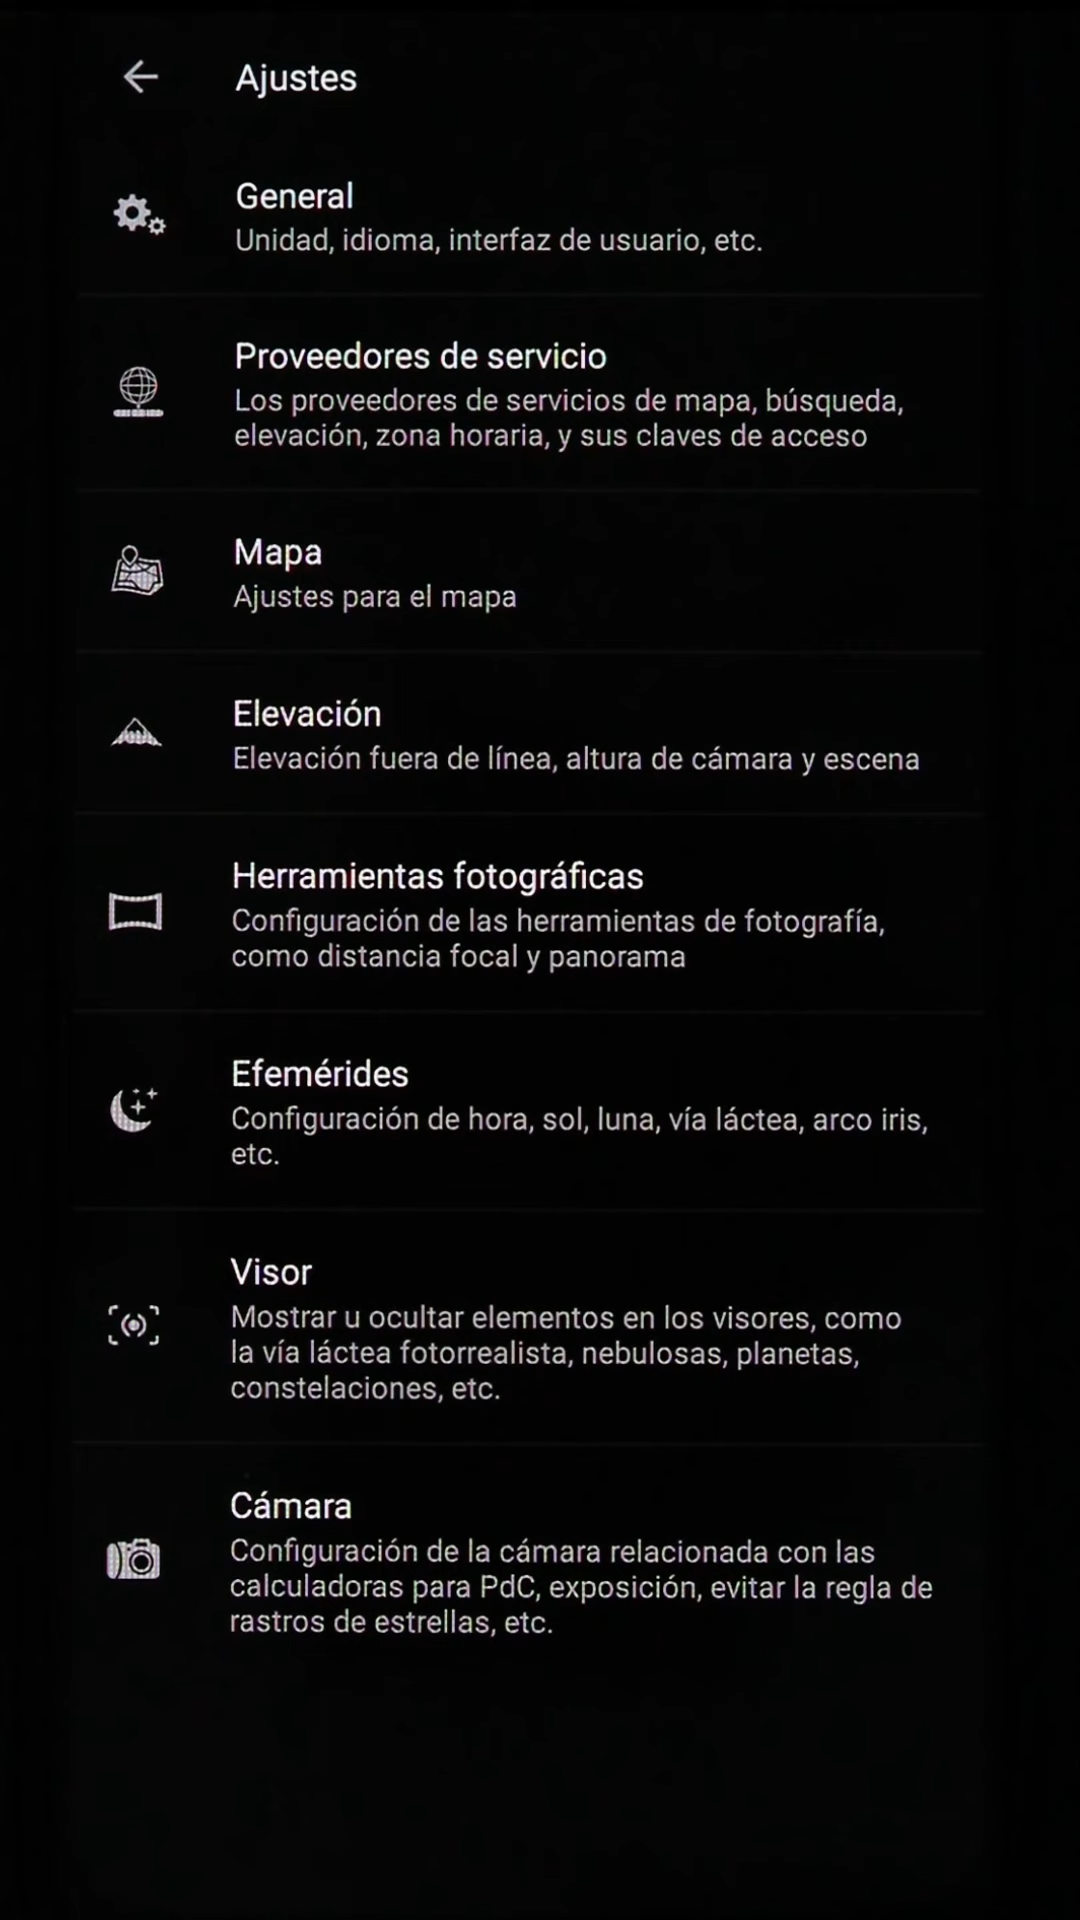 Ajustes
General
Unidad, idioma, interfaz de usuario, etc.
Proveedores de servicio
Los proveedores de servicios de mapa, búsqueda,
elevación, zona horaria, y sus claves de acceso
Mapa
Ajustes para el mapa
Elevación
Elevación fuera de línea, altura de cámara y escena
Herramientas fotográficas
Configuración de las herramientas de fotografía,
como distancia focal y panorama
Efemérides
Configuración de hora, sol, luna, vía láctea, arco iris,
etc.
Visor
Mostrar u ocultar elementos en los visores, como
la vía láctea fotorrealista, nebulosas, planetas,
constelaciones, etc.
Cámara
Configuración de la cámara relacionada con las
calculadoras para PdC, exposición, evitar la regla de
rastros de estrellas, etc.